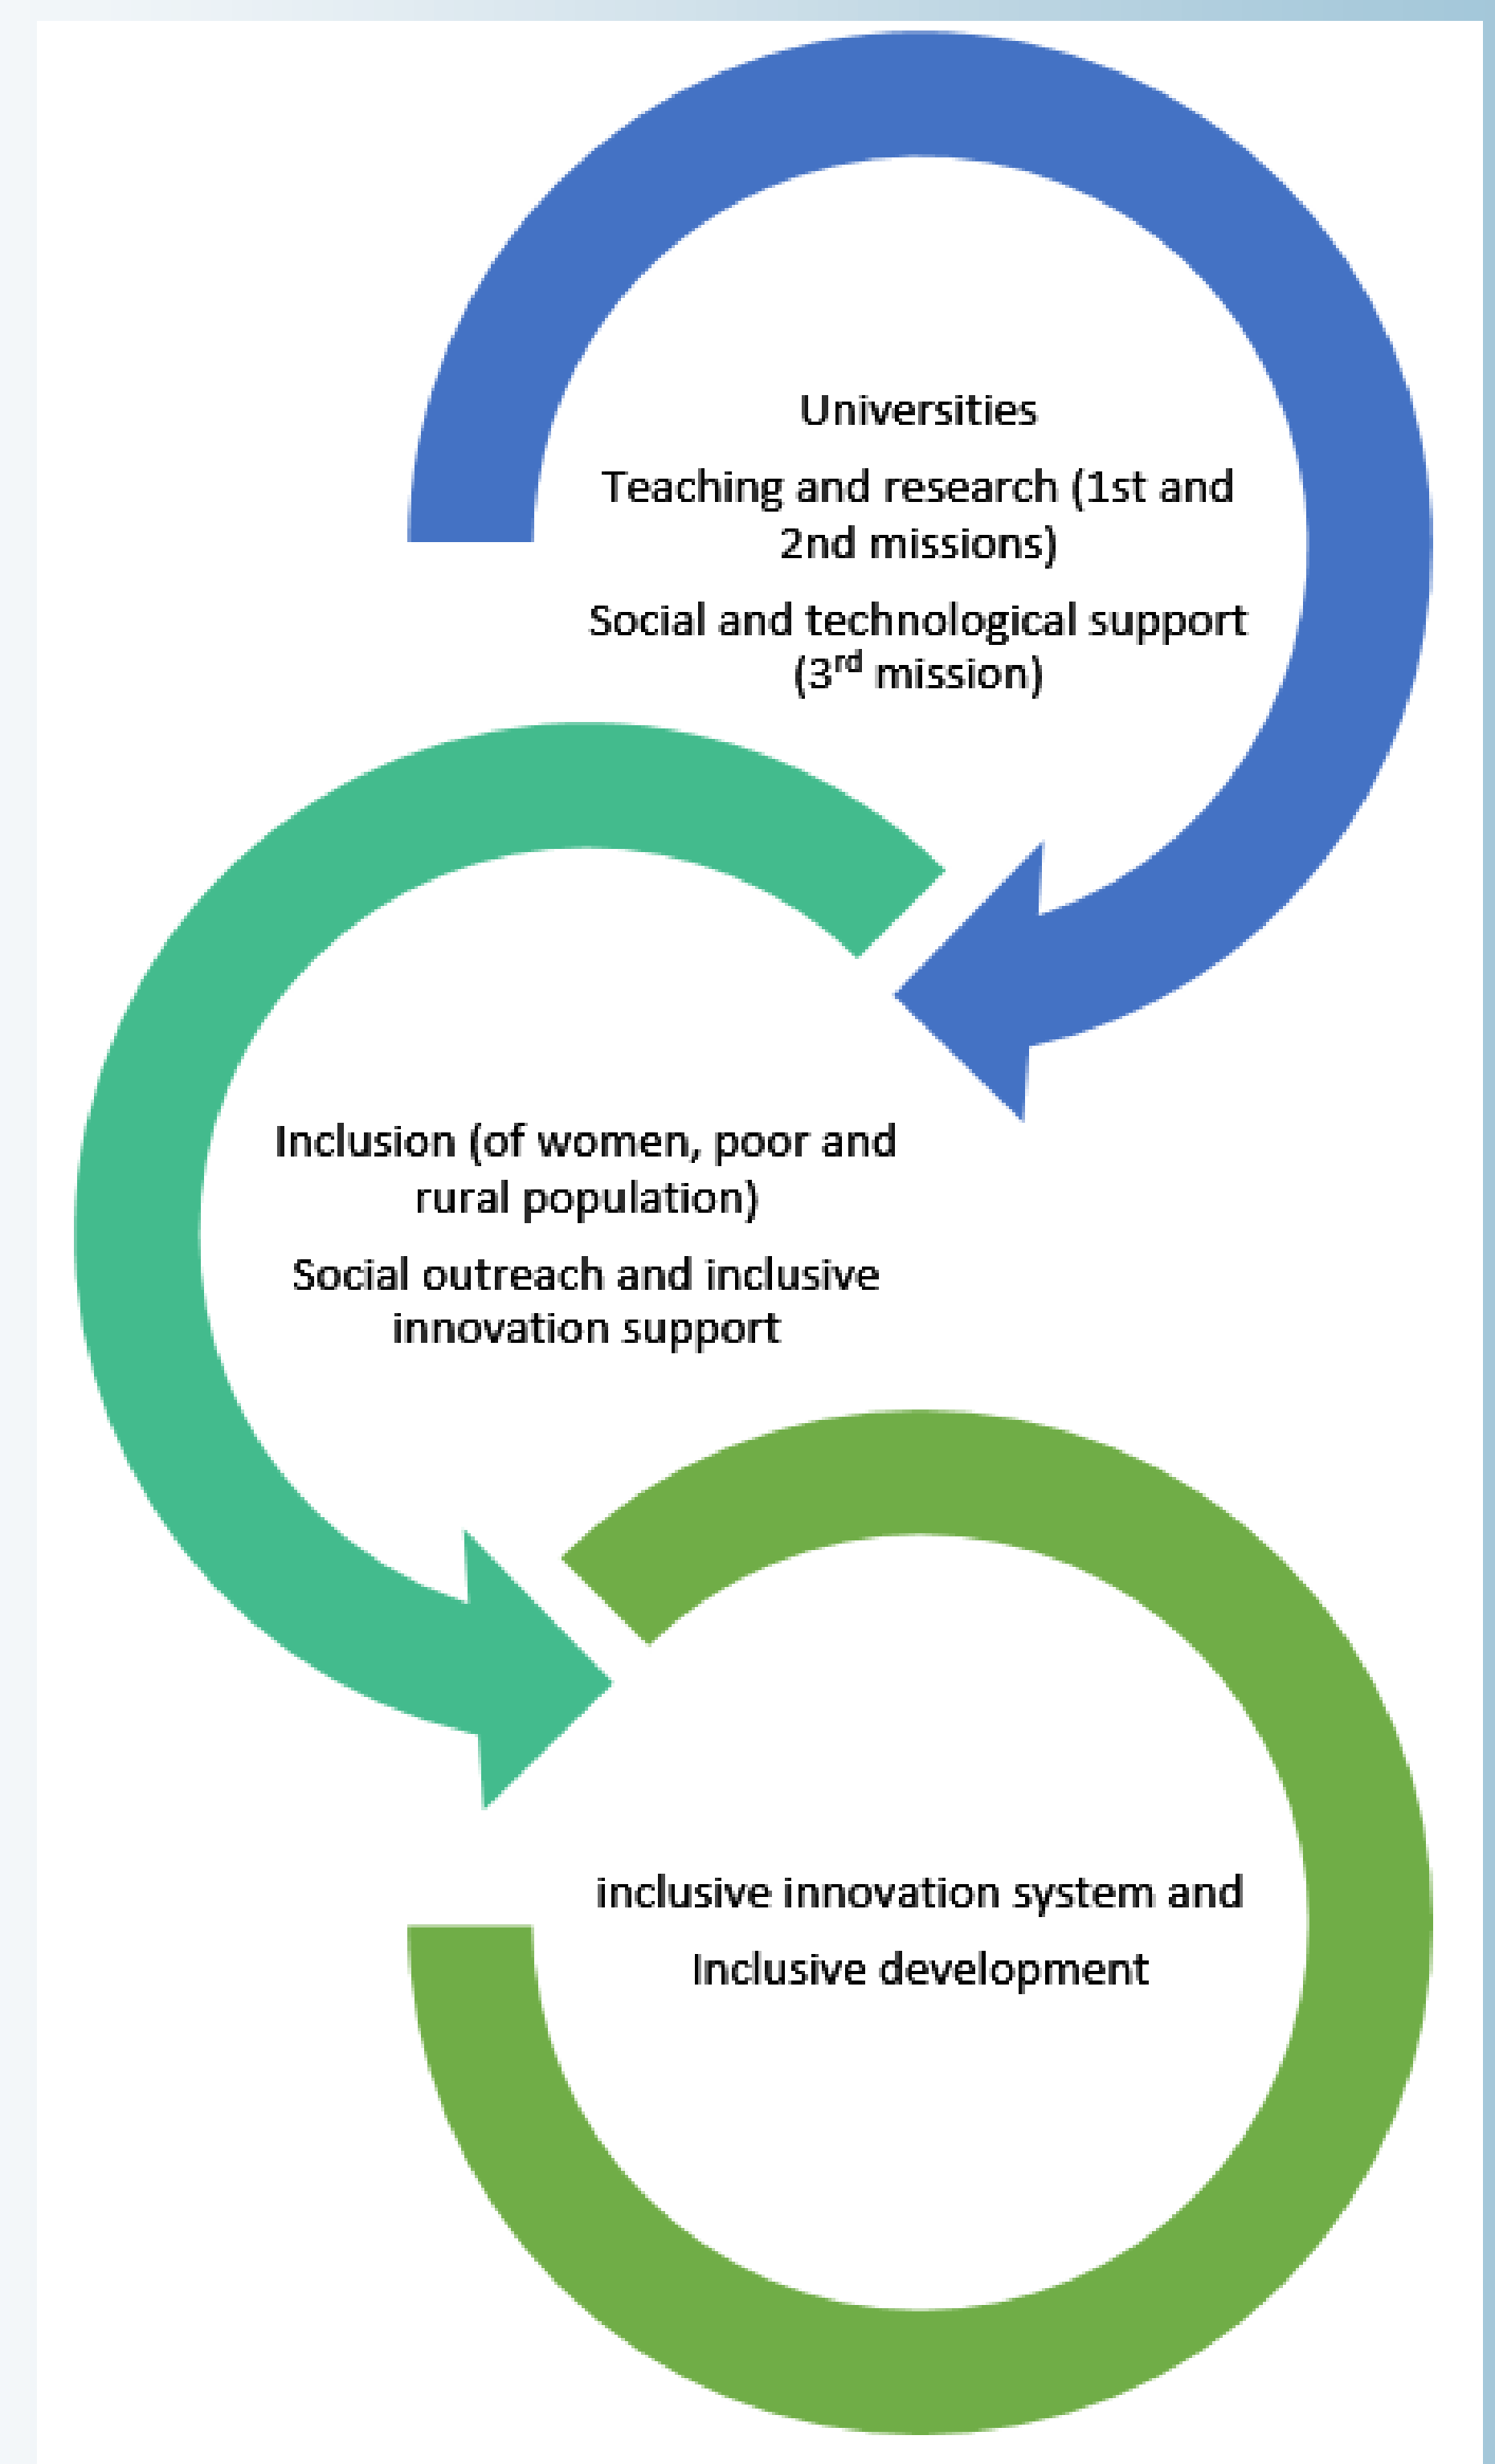 Universities
Teaching and research (1st and
2nd missions)
Social and technological support
(3rd mission)
Inclusion (of women, poor and
rural population)
Social outreach and inclusive
innovation support
inclusive innovation system and
Inclusive development